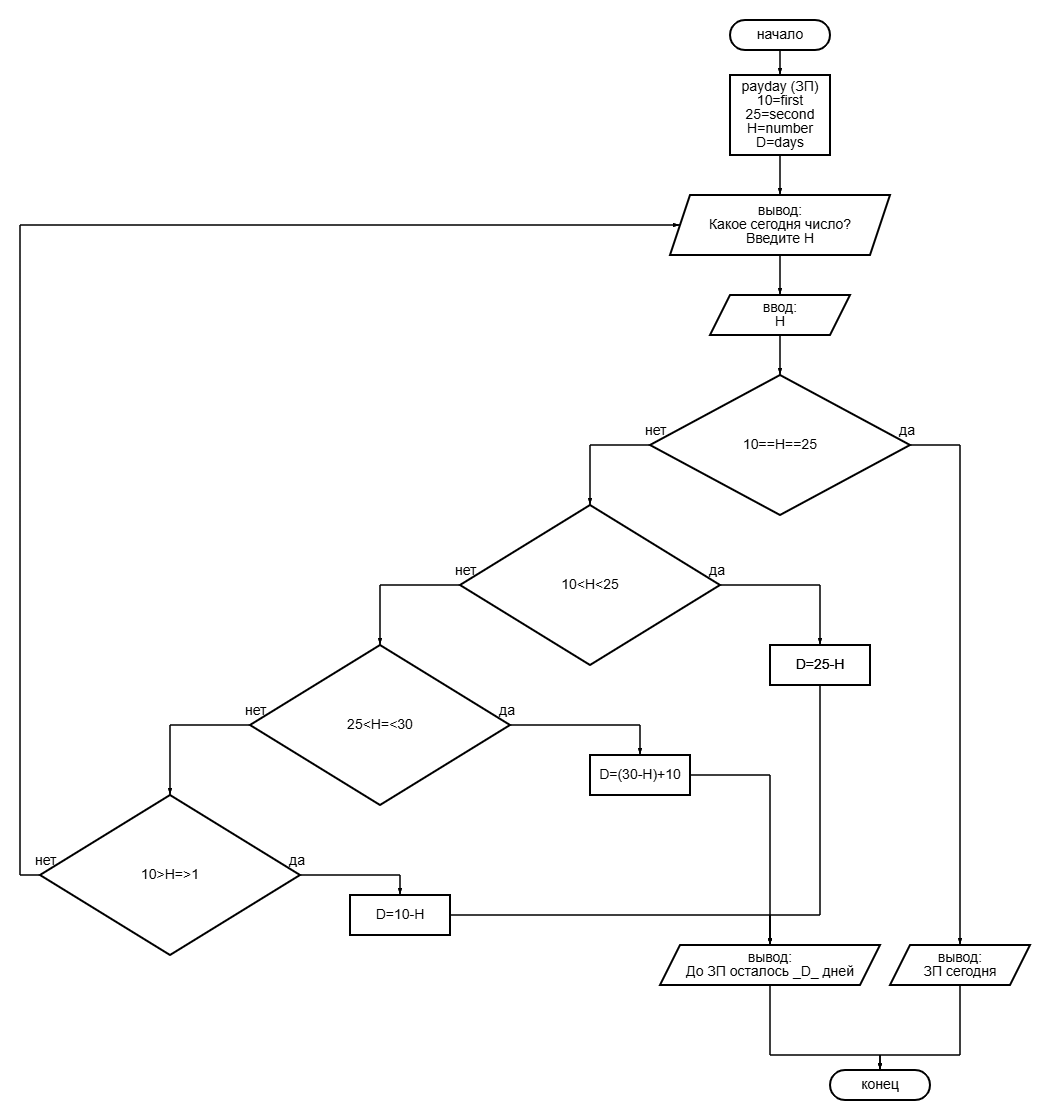 начало
payday (ЗП)
10=first
25=second
H=number
D=days
вывод:
Какое сегодня число?
Введите H
ввод:
H
нет
да
10==H==25
нет
да
10<H<25
D=25-H
нет
да
25<H=<30
D=(30-H)+10
нет
да
10>H=>1
D=10-H
вывод:
До ЗП осталось _D_ дней
вывод:
ЗП сегодня
конец